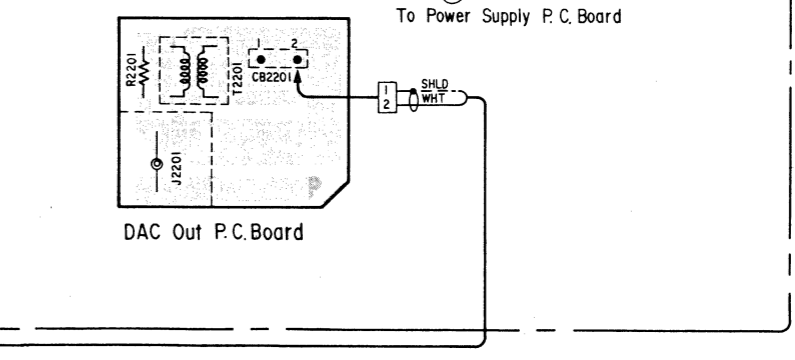 To Power Supply P. C. Board
R2201
T2201
1 2
CB2201
1 SHLD
2 WHT
J2201
P
DAC Out P. C. Board